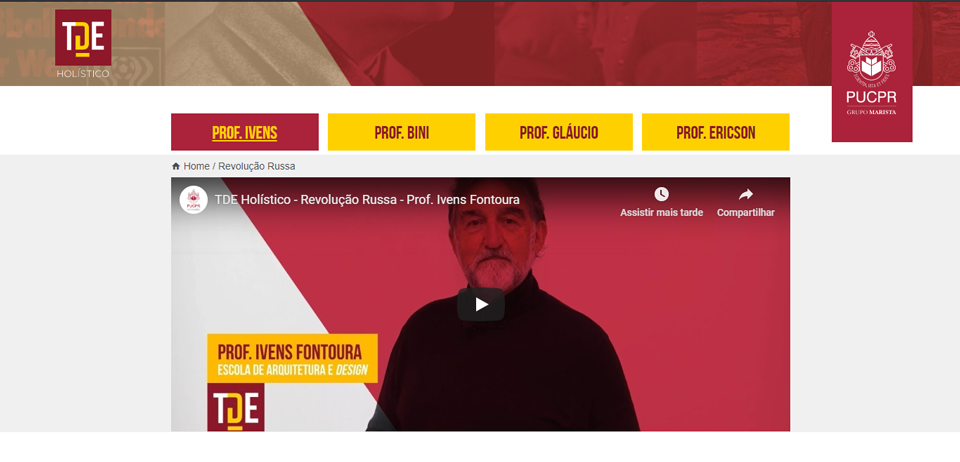 TDE
HOLÍSTICO
PUCPR
GRUPO MARISTA
PROF. IVENS
PROF. BINI
PROF. GLÁUCIO
PROF. ERICSON
Home / Revolução Russa
PUCPR
TDE Holístico - Revolução Russa - Prof. Ivens Fontoura
Assistir mais tarde
Compartilhar
PROF. IVENS FONTOURA
ESCOLA DE ARQUITETURA E DESIGN
TDE